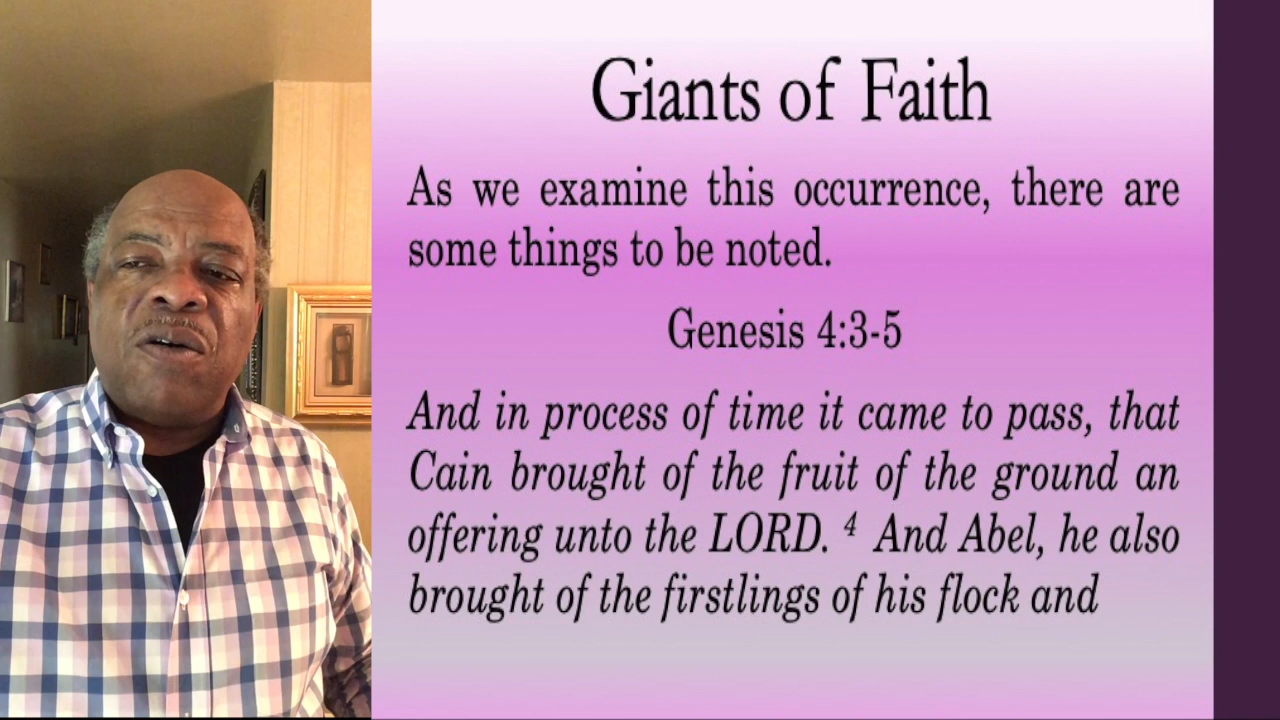 Giants of Faith
As we examine this occurrence, there are
some things to be noted.
Genesis 4:3-5
And in process of time it came to pass, that
Cain brought of the fruit of the ground an
offering unto the LORD. ⁴ And Abel, he also
brought of the firstlings of his flock and